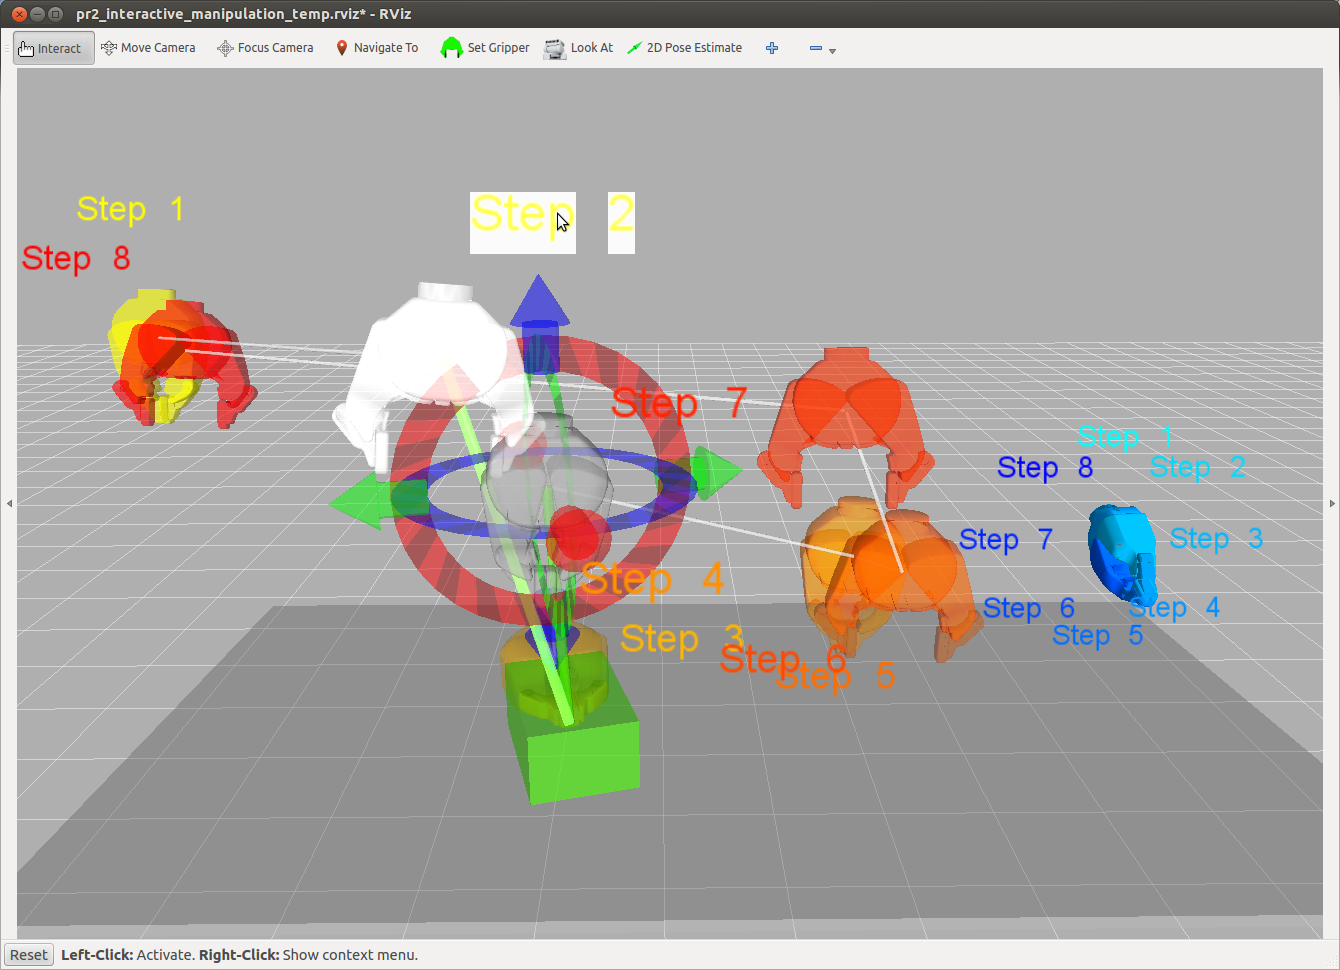 pr2_interactive_manipulation_temp.rviz* - RViz
Interact Move Camera Focus Camera Navigate To Set Gripper Look At 2D Pose Estimate
Step 1
Step 2
Step 8
Step 7
Step 1
Step 8
Step 2
Step 7
Step 3
Step 4
Step 6
Step 4
Step 3
Step 5
Step 6
Step 5
Reset Left-Click: Activate. Right-Click: Show context menu.